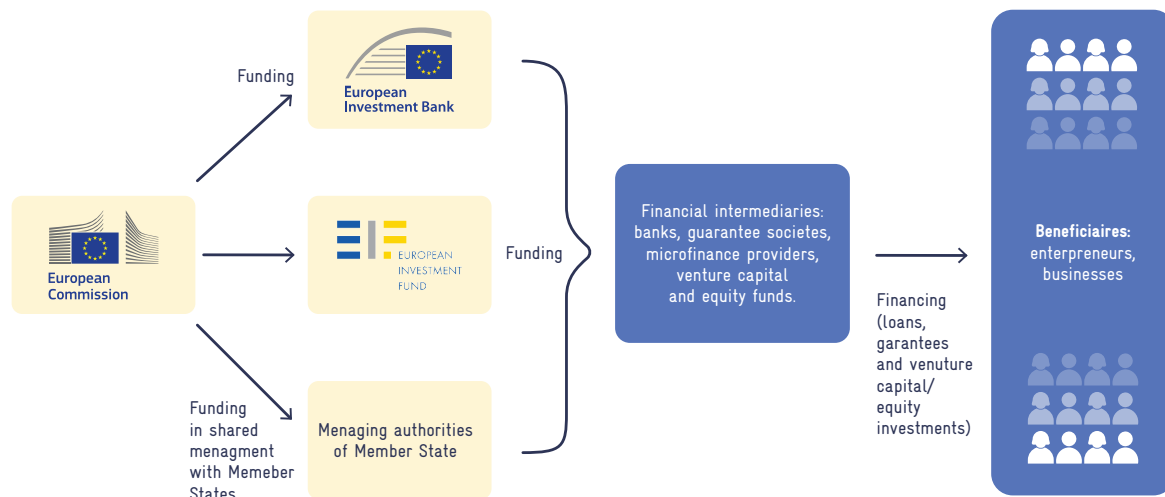 Funding
European
Investment Bank
European
Commission
EIF
EUROPEAN
INVESTMENT
FUND
Funding
in shared
menagment
with Memeber
States
Menaging authorities
of Member State
Funding
Financial intermediaries:
banks, guarantee societes,
microfinance providers,
venture capital
and equity funds.
Financing
(loans,
garantees
and venuture
capital/
equity
investments)
Beneficiaires:
enterpreneurs,
businesses